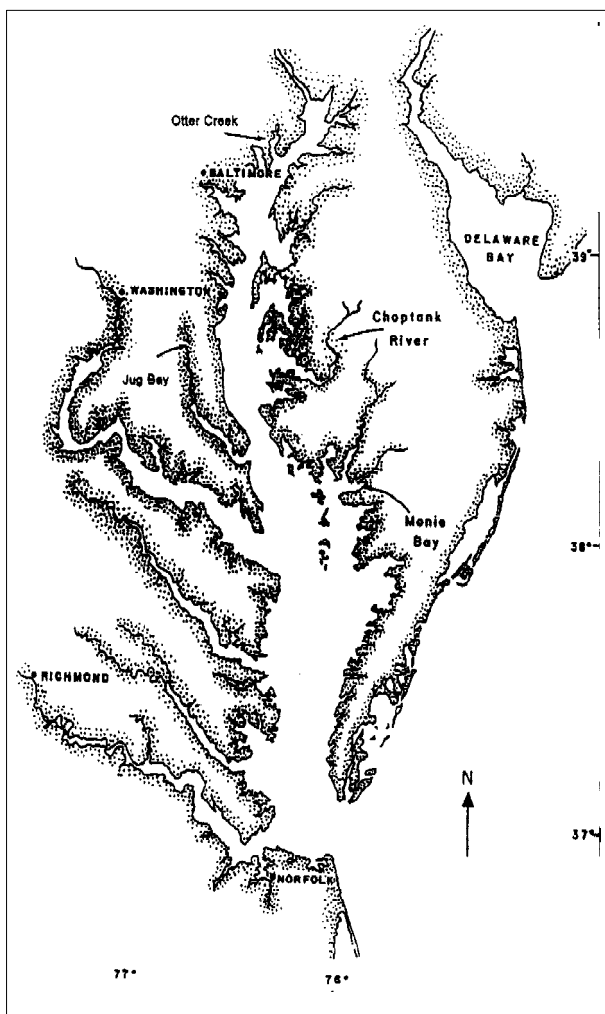 Otter Creek
BALTIMORE
DELAWARE
BAY
39°
WASHINGTON
Choptank
River
Jug Bay
Monie
Bay
38°
RICHMOND
N
37°
NORFOLK
77°
76°